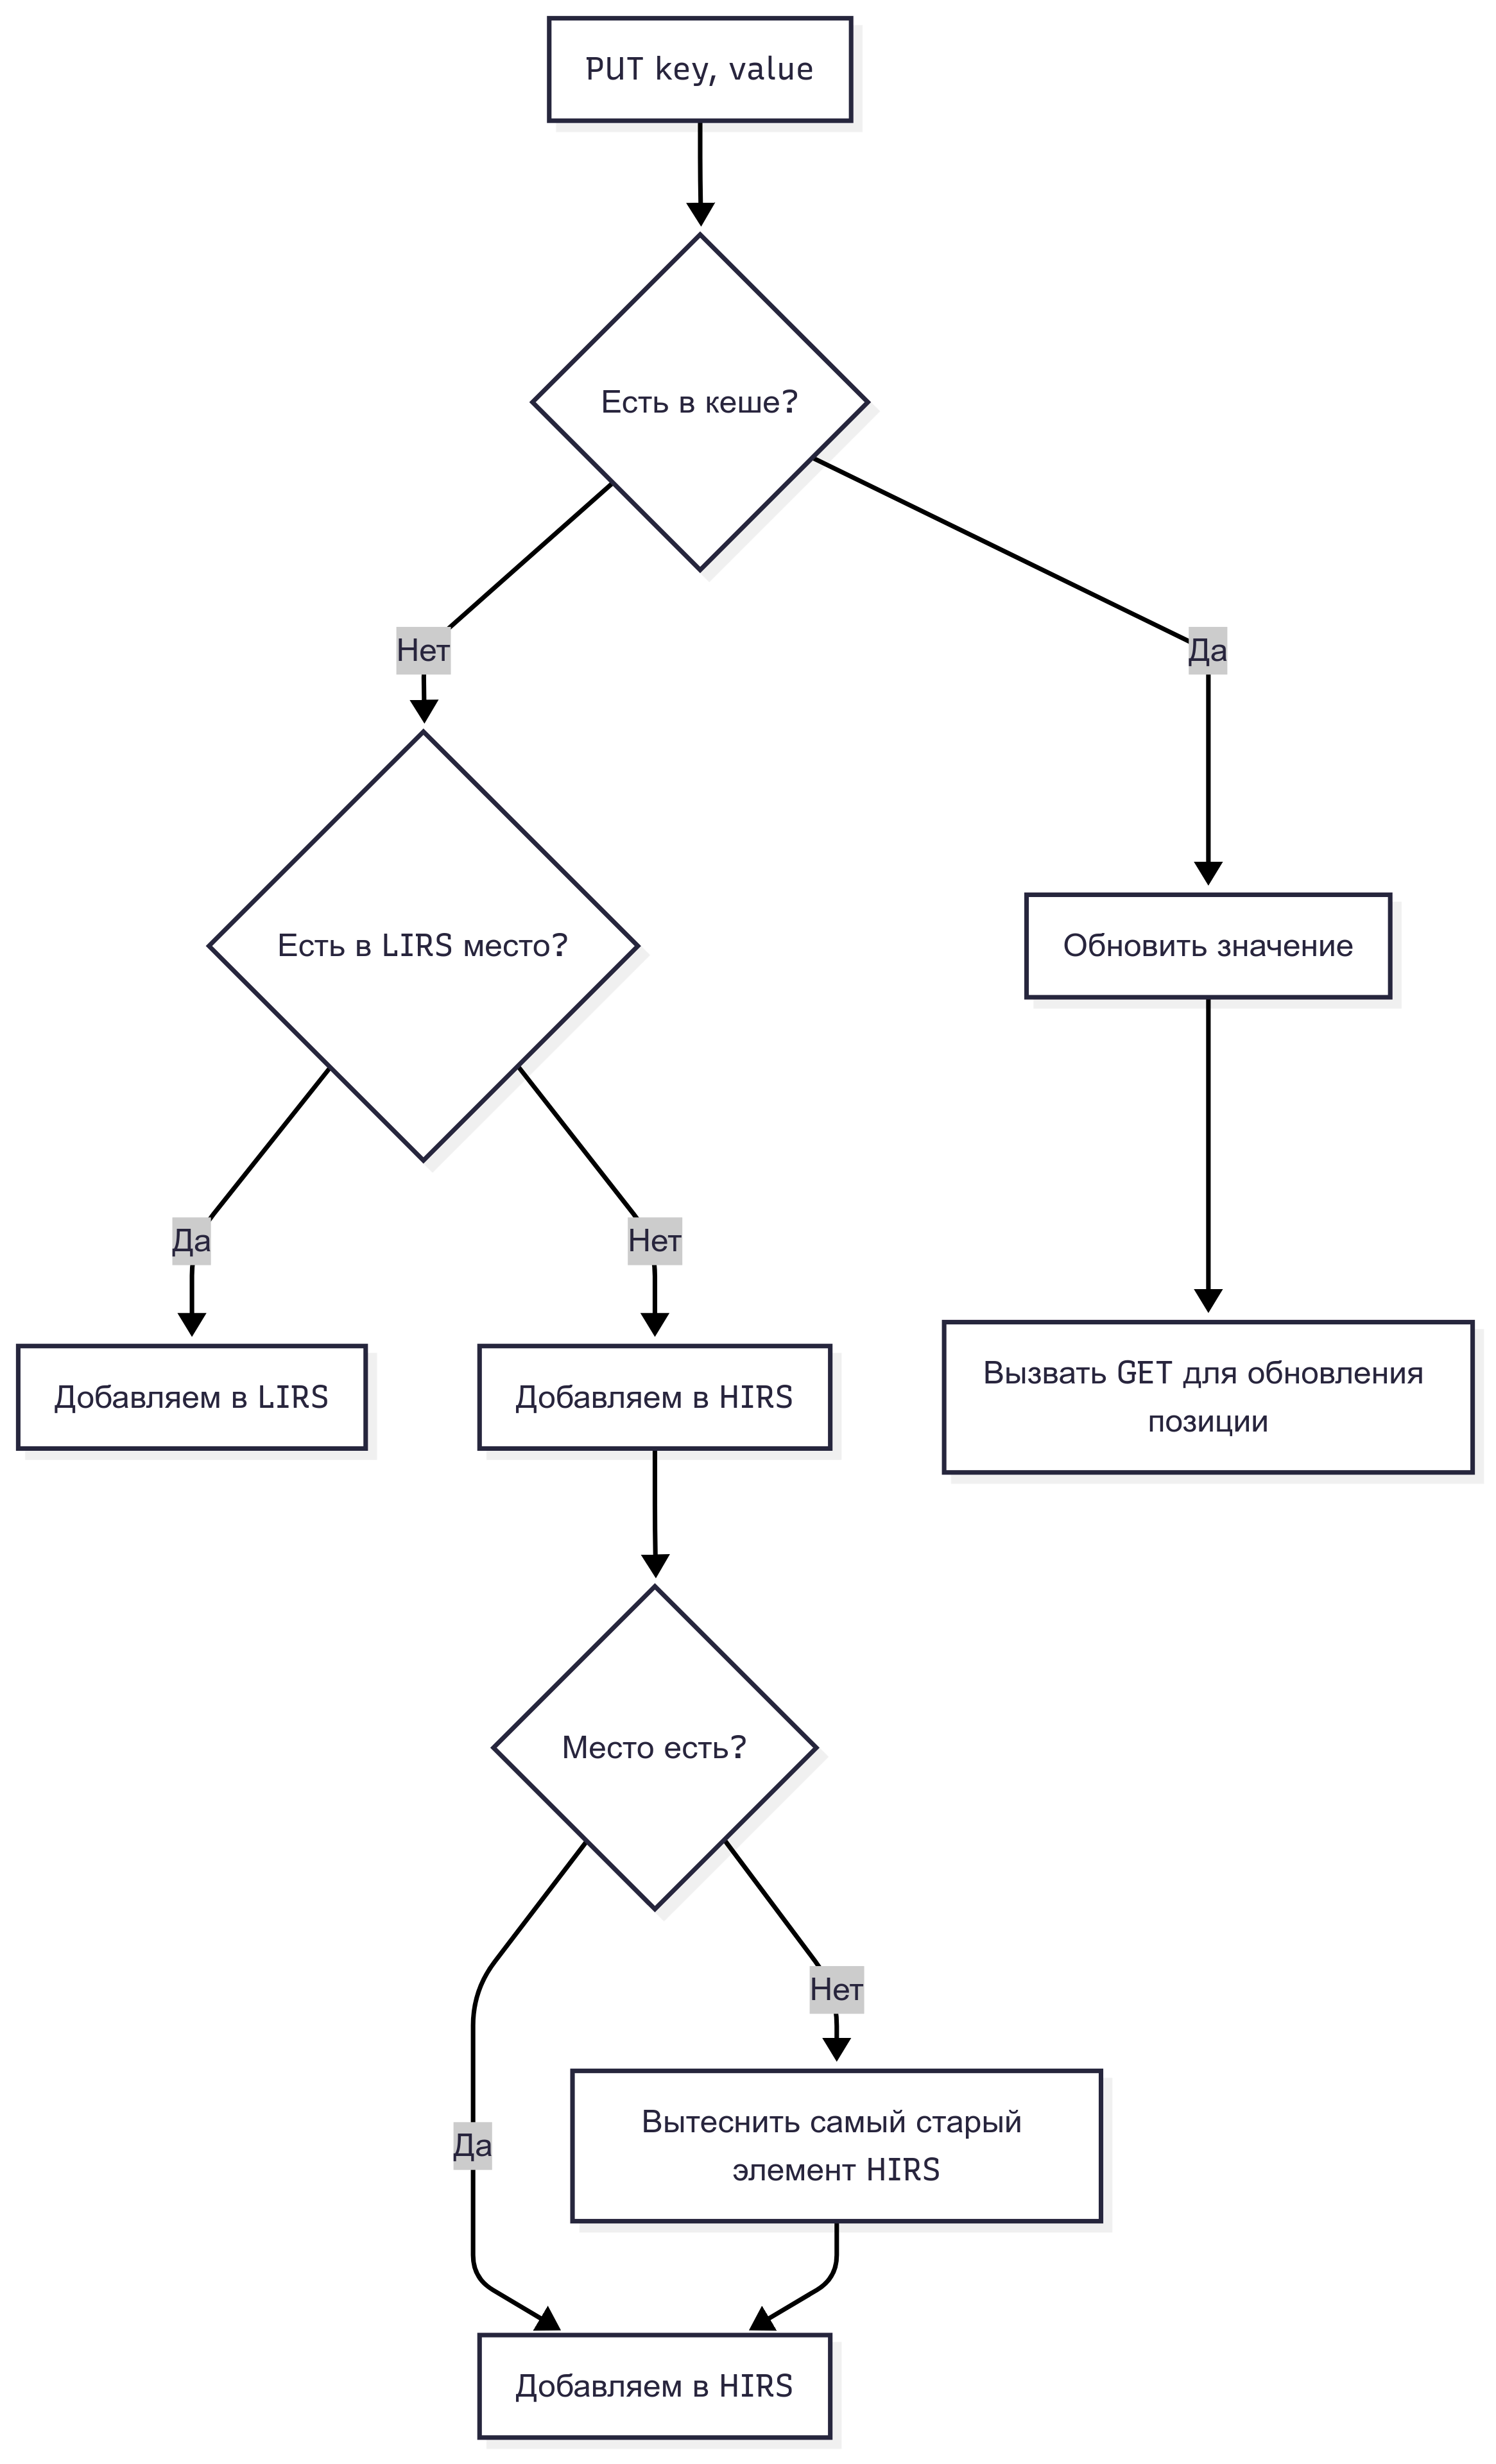 PUT key, value
Есть в кеше?
Нет
Да
Есть в LIRS место?
Обновить значение
Да
Нет
Добавляем в LIRS
Добавляем в HIRS
Вызвать GET для обновления
позиции
Место есть?
Нет
Вытеснить самый старый
элемент HIRS
Да
Добавляем в HIRS